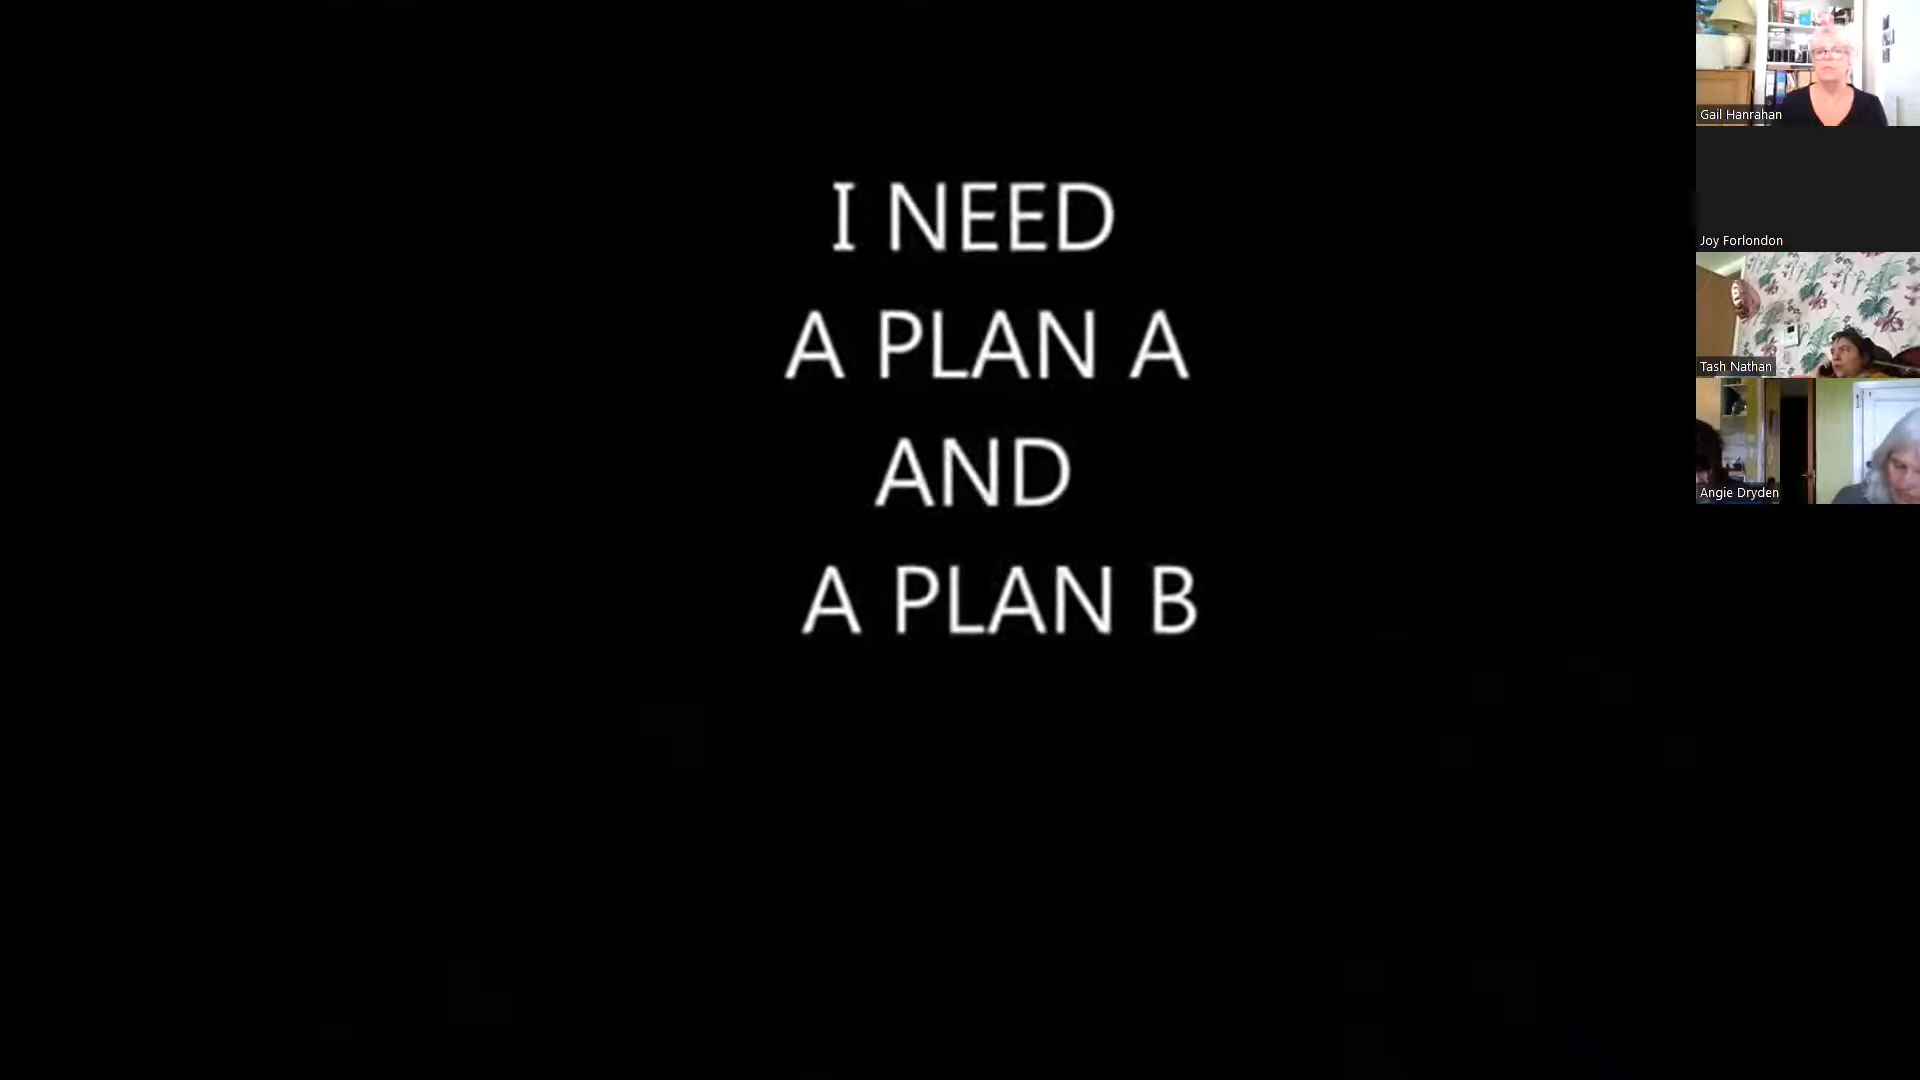 I NEED
A PLAN A
AND
A PLAN B
Gail Hanrahan
Joy Forlondon
Tash Nathan
Angie Dryden